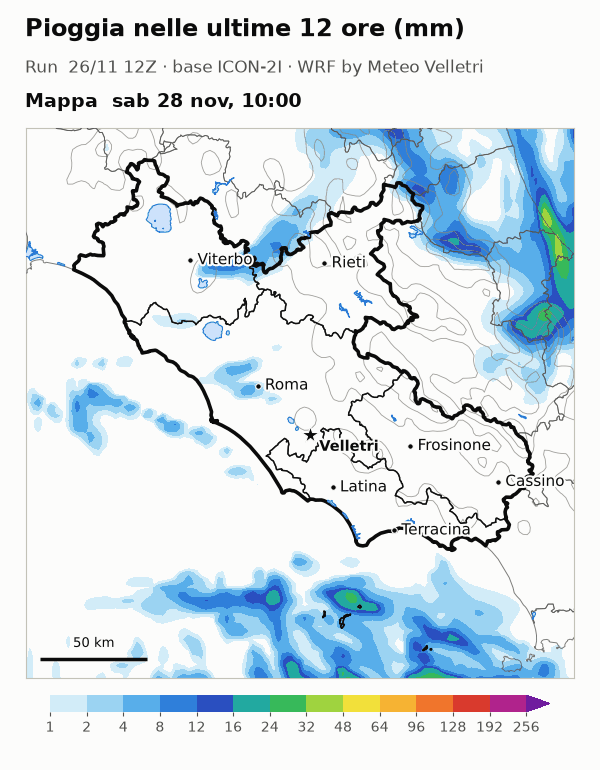 Pioggia nelle ultime 12 ore (mm)
Run  26/11 12Z · base ICON-2I · WRF by Meteo Velletri
Mappa  sab 28 nov, 10:00
Viterbo
Rieti
Roma
Velletri
Frosinone
Latina
Cassino
Terracina
50 km
1 2 4 8 12 16 24 32 48 64 96 128 192 256